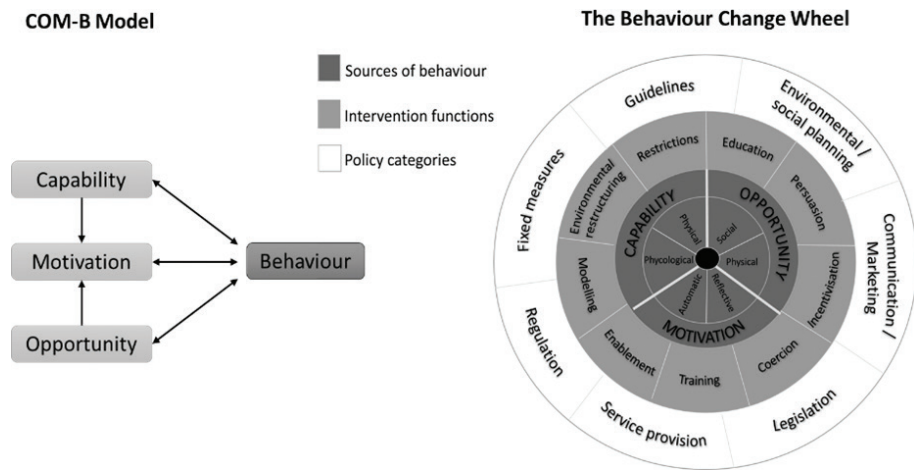 COM-B Model
Capability
Motivation
Opportunity
Behaviour
Sources of behaviour
Intervention functions
Policy categories
The Behaviour Change Wheel
Guidelines
Environmental /
social planning
Communication /
Marketing
Legislation
Service provision
Regulation
Fixed measures
Restrictions
Education
Persuasion
Incentivisation
Coercion
Training
Enablement
Modelling
Environmental
restructuring
CAPABILITY
OPPORTUNITY
MOTIVATION
Physical
Social
Physical
Reflective
Automatic
Phycological